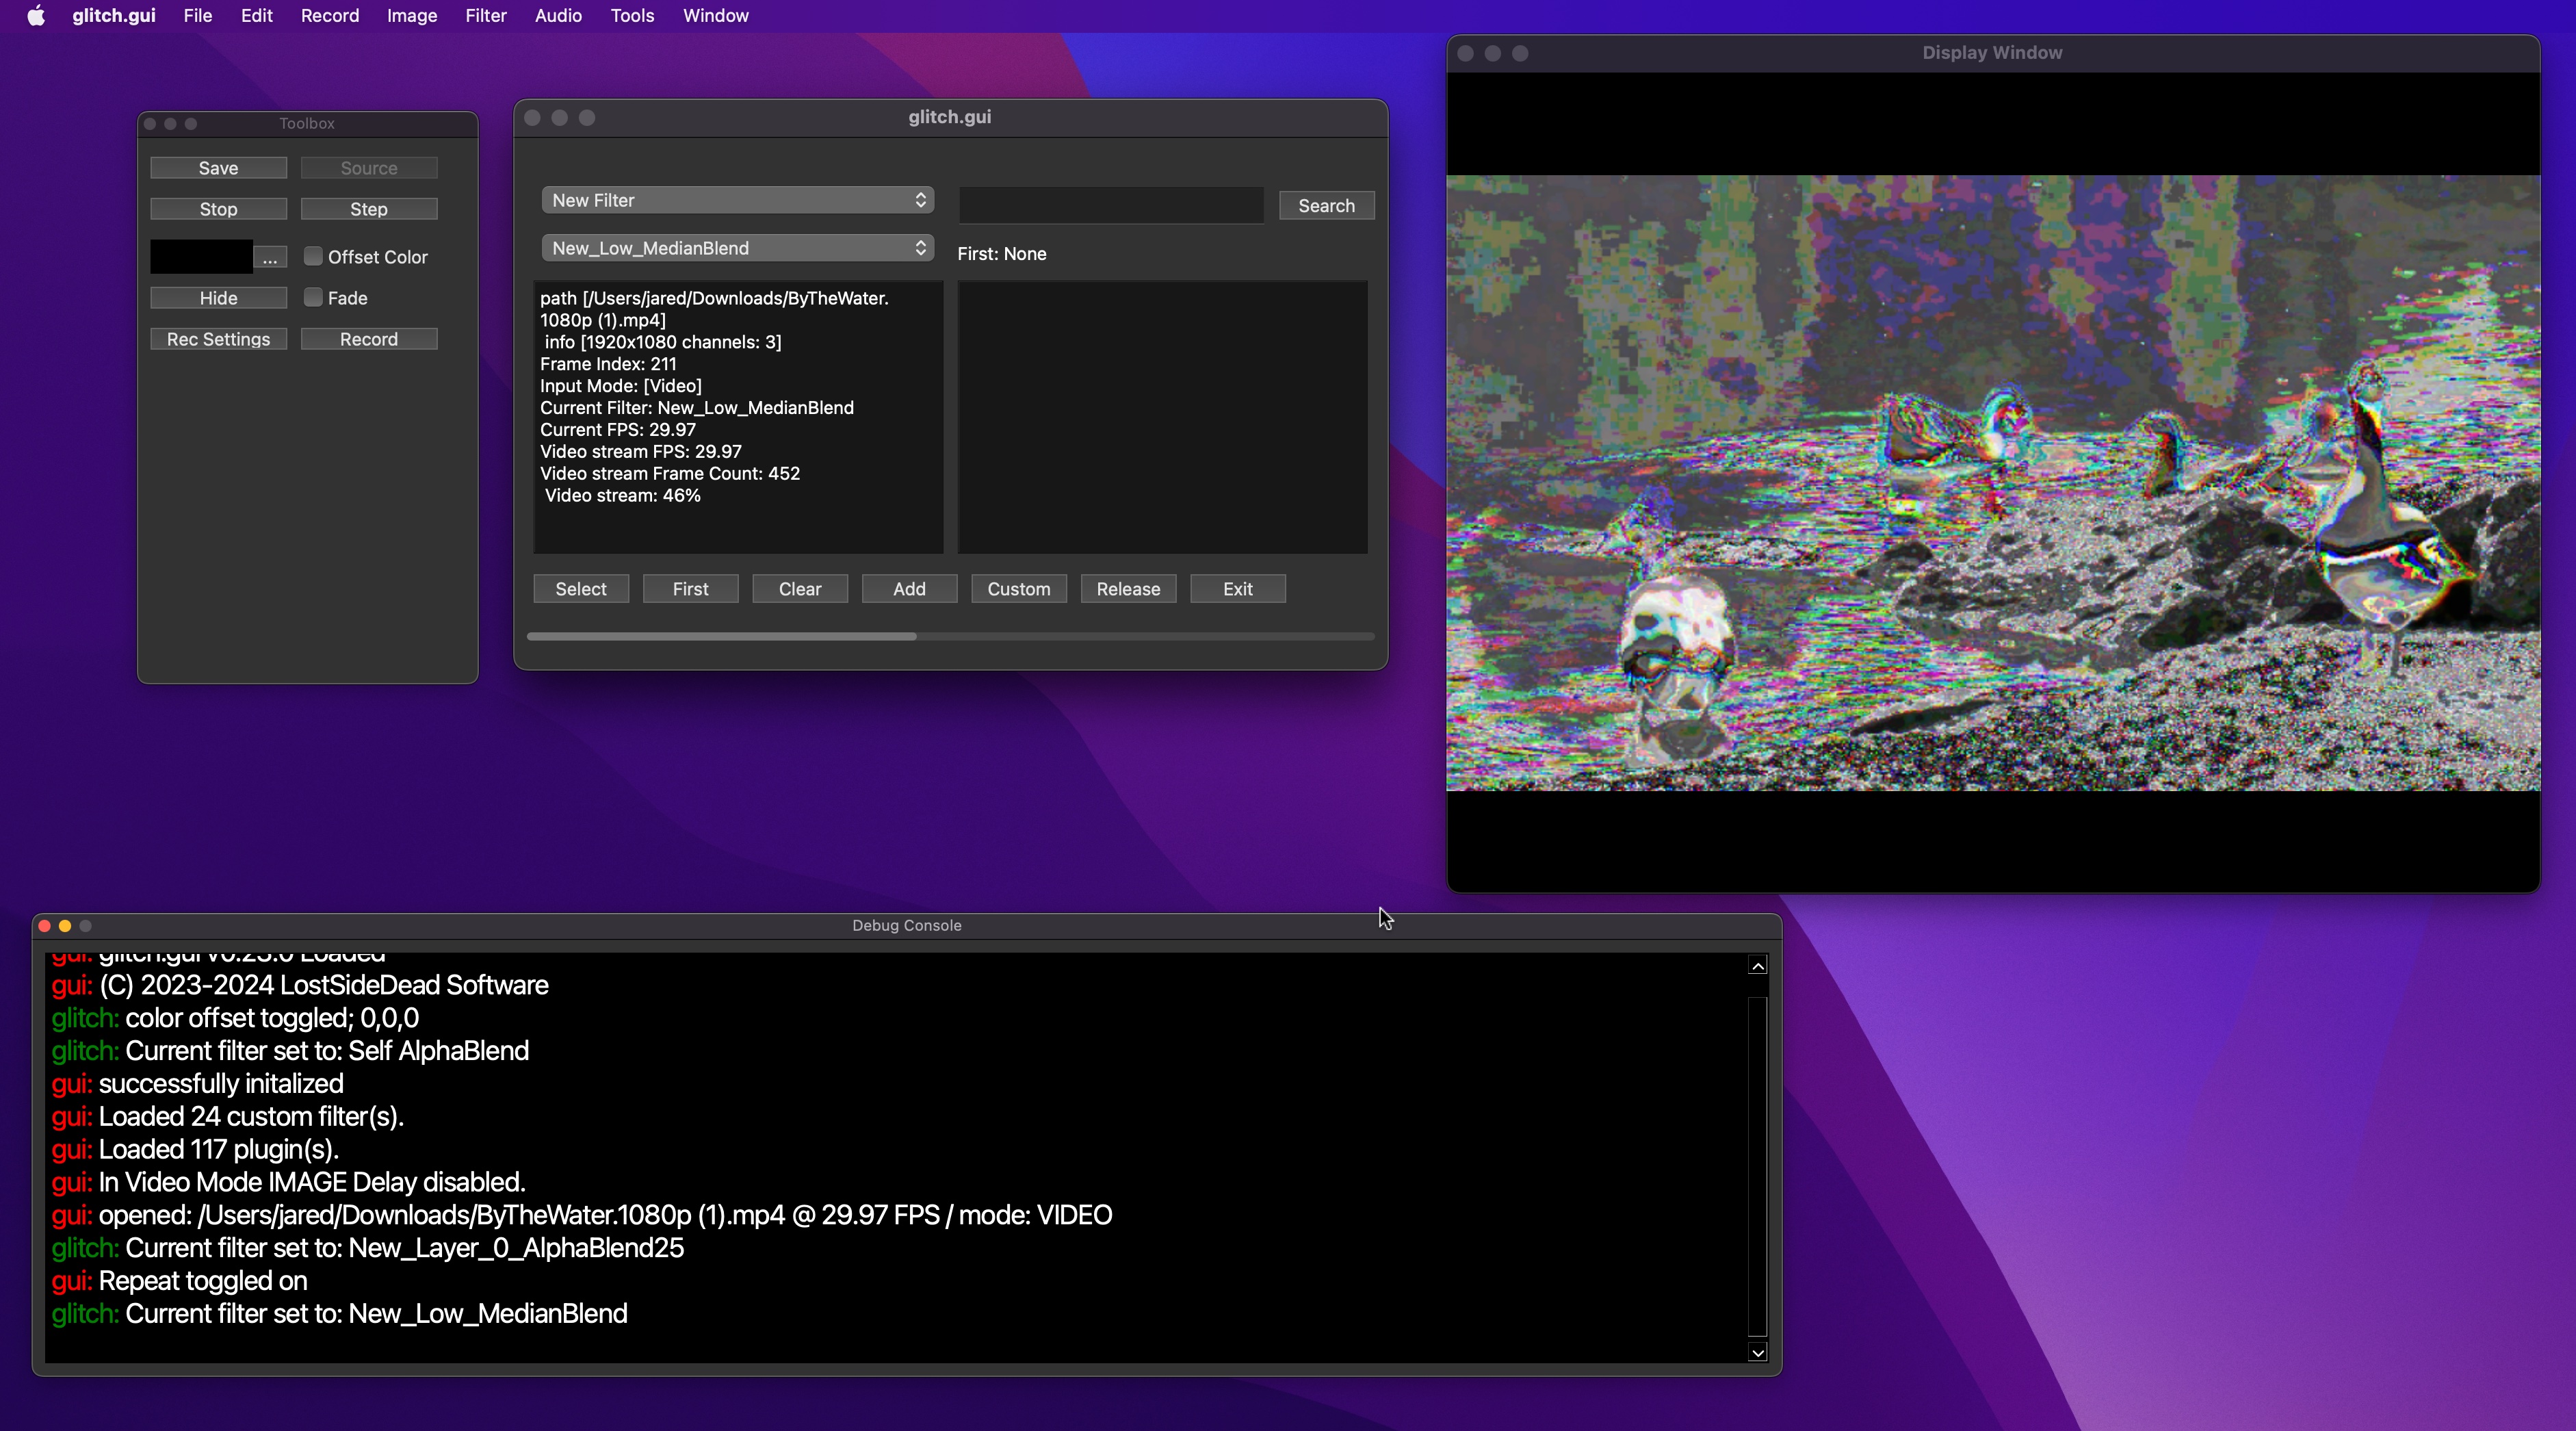 glitch.gui File Edit Record Image Filter Audio Tools Window
Toolbox
Save Source
Stop Step
... Offset Color
Hide Fade
Rec Settings Record
glitch.gui
New Filter
Search
New_Low_MedianBlend
First: None
path [/Users/jared/Downloads/ByTheWater.
1080p (1).mp4]
info [1920x1080 channels: 3]
Frame Index: 211
Input Mode: [Video]
Current Filter: New_Low_MedianBlend
Current FPS: 29.97
Video stream FPS: 29.97
Video stream Frame Count: 452
Video stream: 46%
Select First Clear Add Custom Release Exit
Display Window
Debug Console
gui: glitch.gui v0.23.0 Loaded
gui: (C) 2023-2024 LostSideDead Software
glitch: color offset toggled; 0,0,0
glitch: Current filter set to: Self AlphaBlend
gui: successfully initalized
gui: Loaded 24 custom filter(s).
gui: Loaded 117 plugin(s).
gui: In Video Mode IMAGE Delay disabled.
gui: opened: /Users/jared/Downloads/ByTheWater.1080p (1).mp4 @ 29.97 FPS / mode: VIDEO
glitch: Current filter set to: New_Layer_0_AlphaBlend25
gui: Repeat toggled on
glitch: Current filter set to: New_Low_MedianBlend